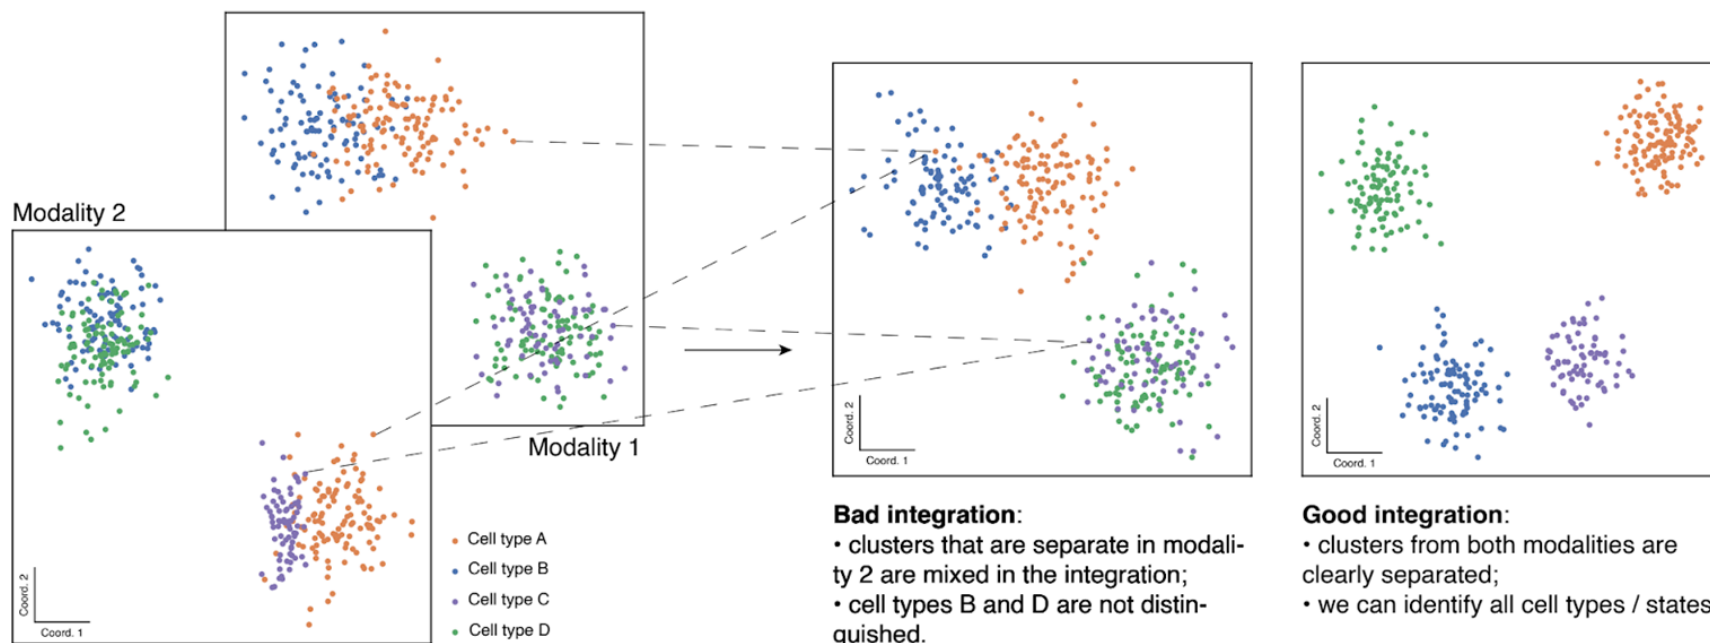 Modality 2
Modality 1
Coord. 2
Coord. 1
Cell type A
Cell type B
Cell type C
Cell type D
Coord. 2
Coord. 1
Bad integration:
• clusters that are separate in modali-
ty 2 are mixed in the integration;
• cell types B and D are not distin-
guished.
Coord. 2
Coord. 1
Good integration:
• clusters from both modalities are
clearly separated;
• we can identify all cell types / states